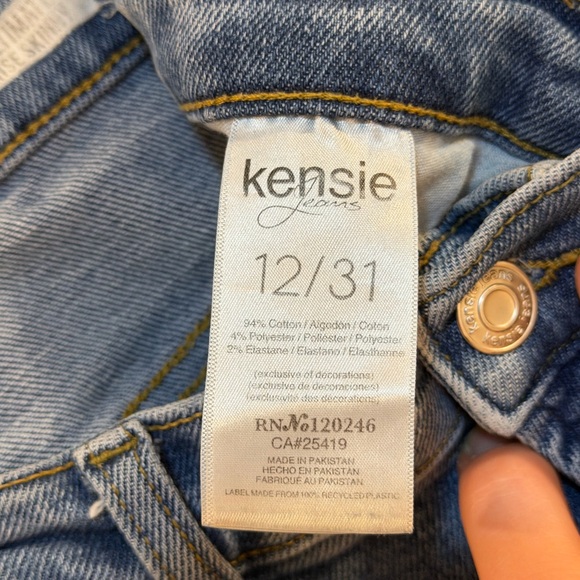 kensie
Jeans
12/31
94% Cotton / Algodón / Coton
4% Polyester / Poliester / Polyester
2% Elastane / Elastano / Elasthanne
(exclusive of decorations)
(exclusivo de decoraciones)
(exclusivité des décorations)
RN№120246
CA#25419
MADE IN PAKISTAN
HECHO EN PAKISTAN
FABRIQUÉ AU PAKISTAN
LABEL MADE FROM 100% RECYCLED PLASTIC